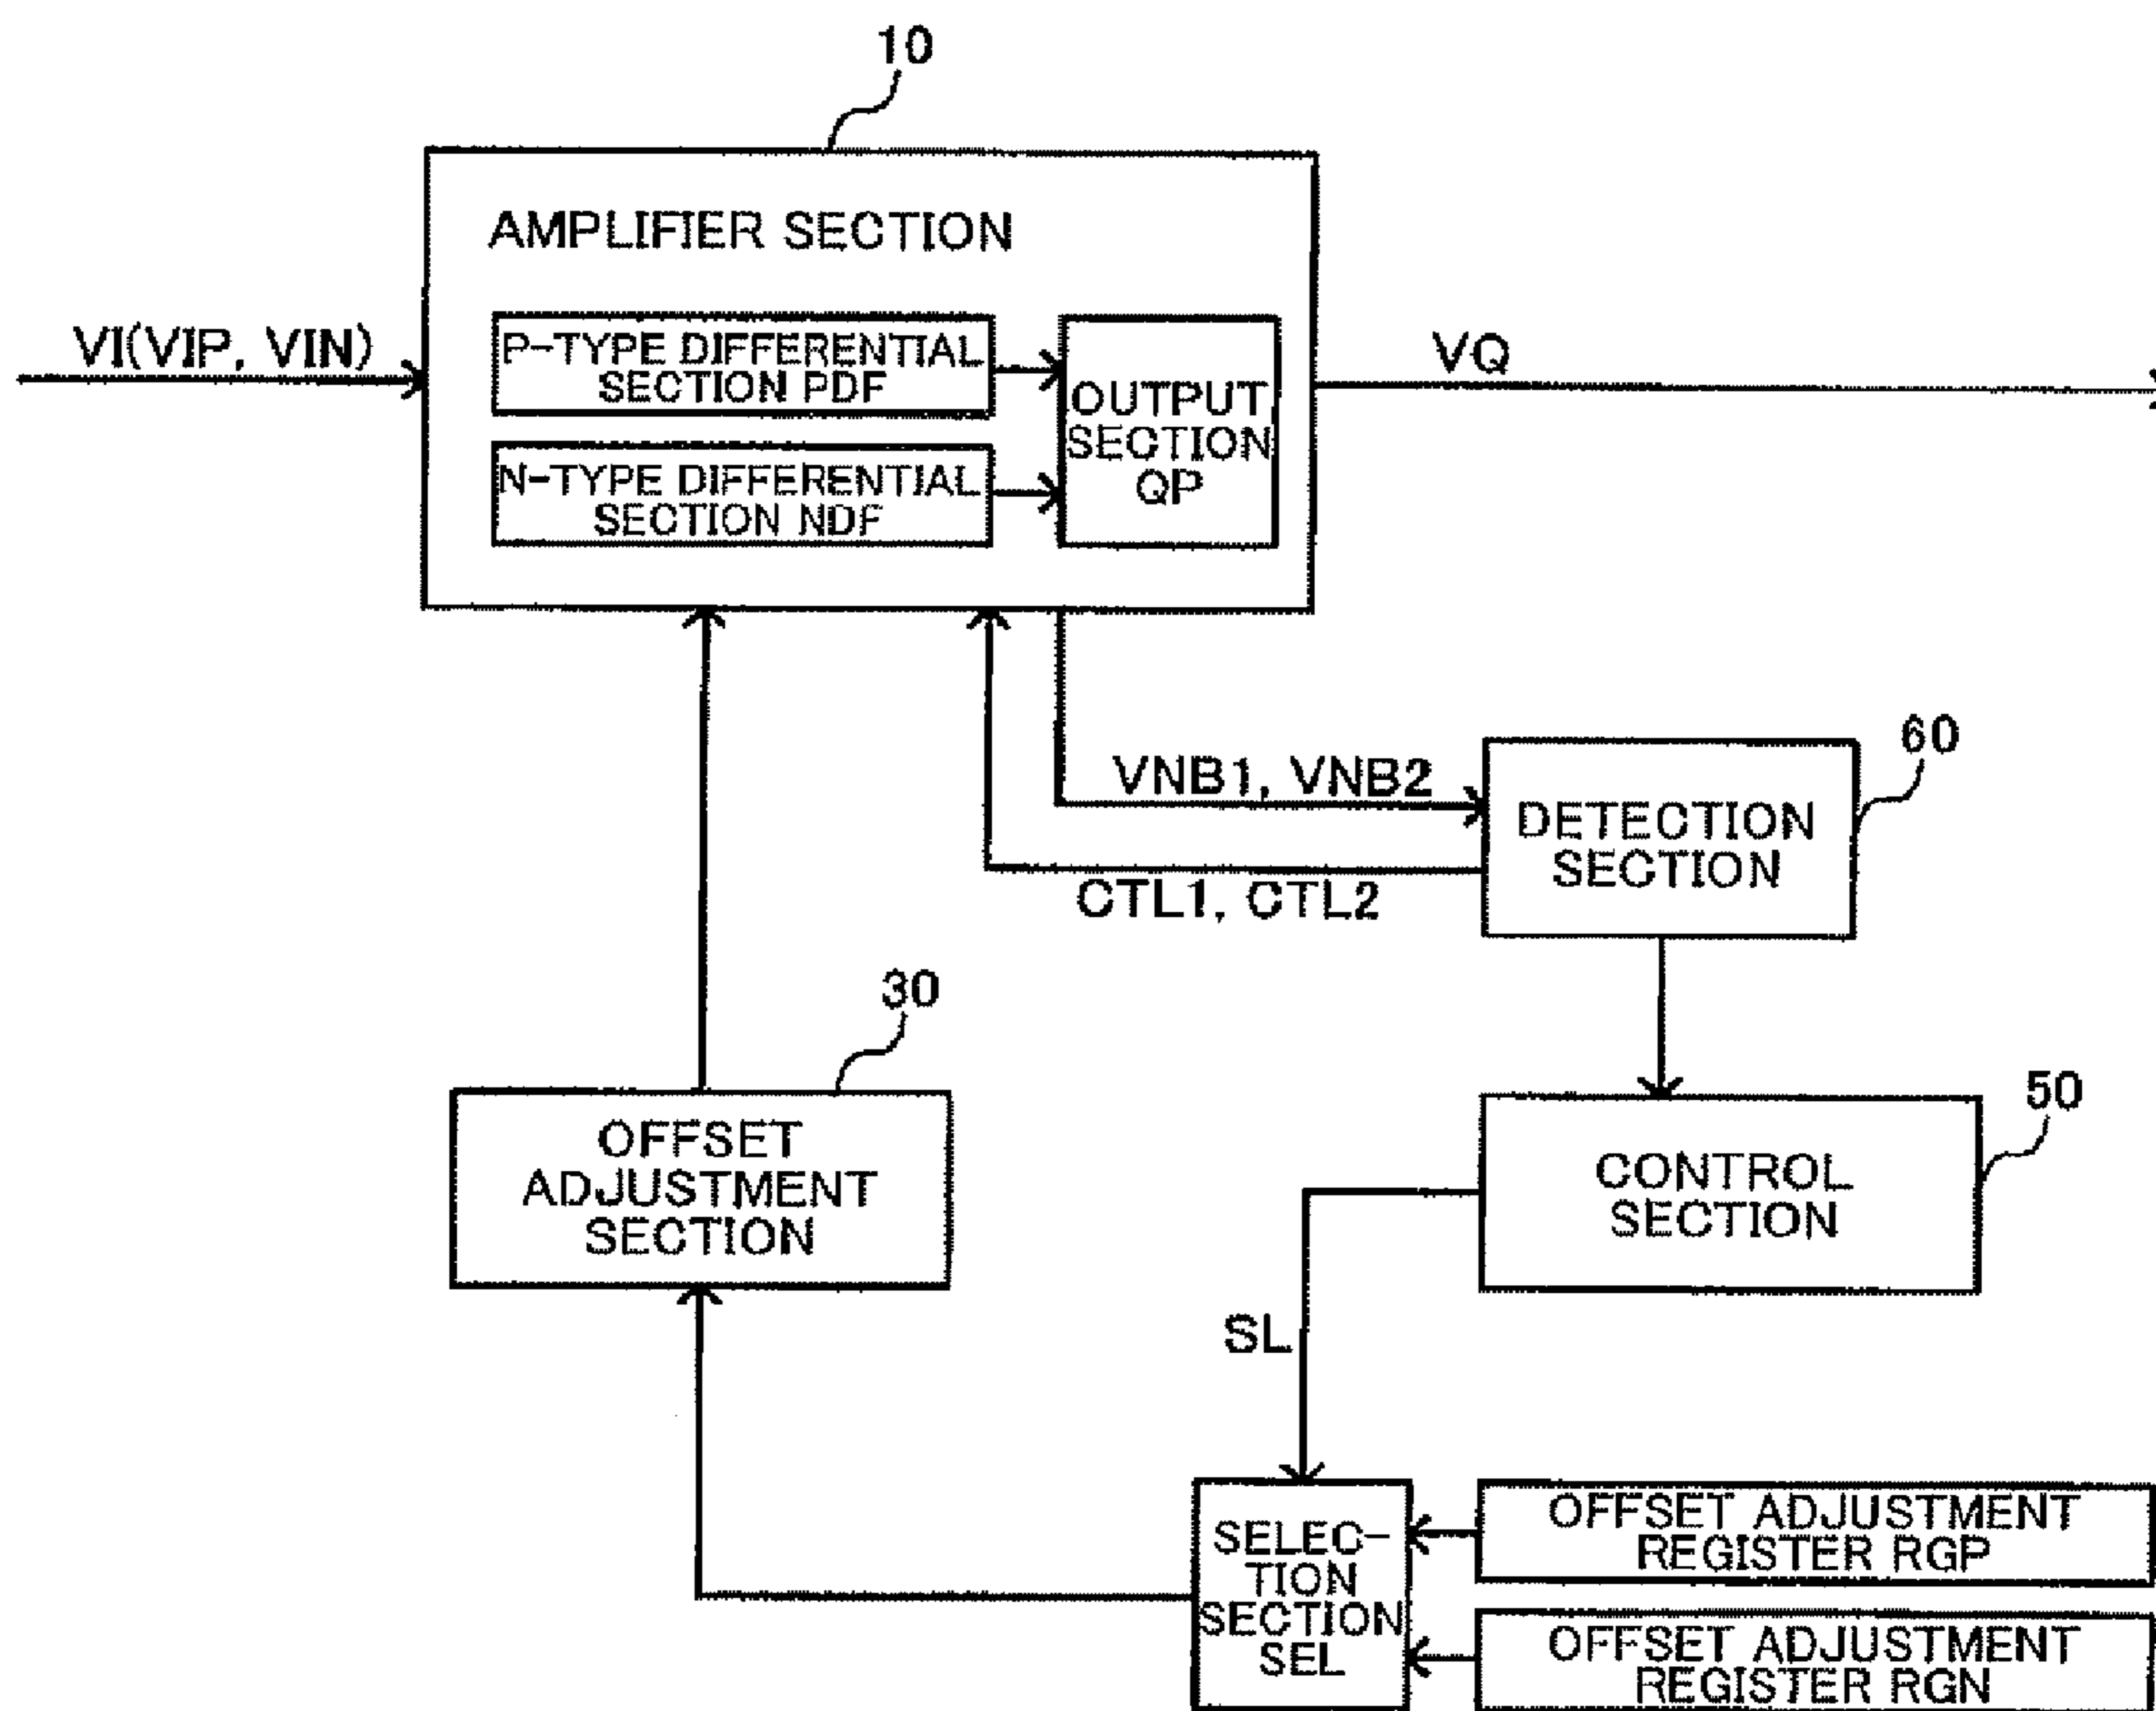 10
AMPLIFIER SECTION
VI(VIP, VIN)
P-TYPE DIFFERENTIAL
SECTION PDF
N-TYPE DIFFERENTIAL
SECTION NDF
OUTPUT
SECTION
QP
VQ
VNB1, VNB2
CTL1, CTL2
60
DETECTION
SECTION
30
OFFSET
ADJUSTMENT
SECTION
50
CONTROL
SECTION
SL
SELEC-
TION
SECTION
SEL
OFFSET ADJUSTMENT
REGISTER RGP
OFFSET ADJUSTMENT
REGISTER RGN